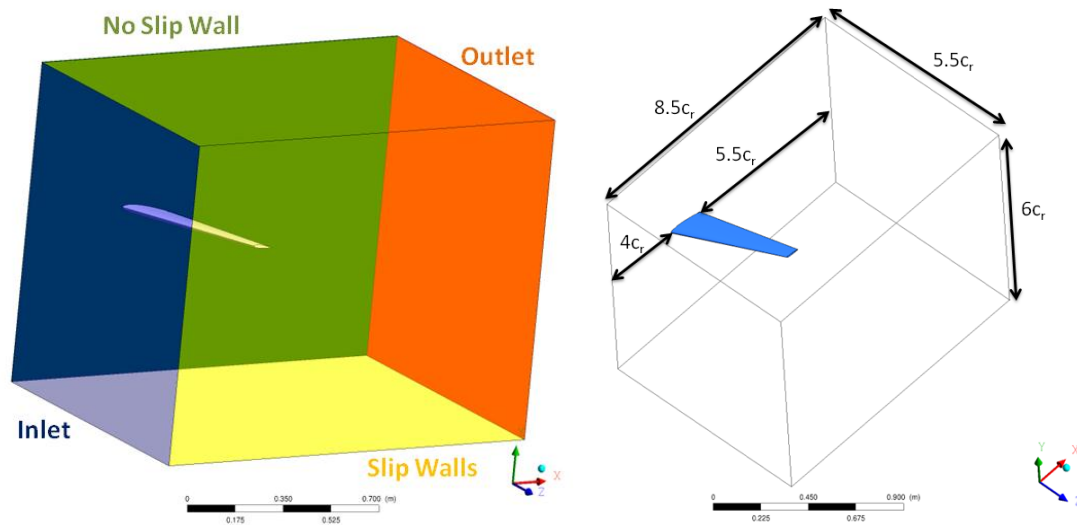 No Slip Wall
Outlet
Inlet
Slip Walls
Y
X
Z
0 0.350 0.700 (m)
0.175 0.525
8.5cr
5.5cr
5.5cr
4cr
6cr
Y
X
0 0.450 0.900 (m)
0.225 0.675